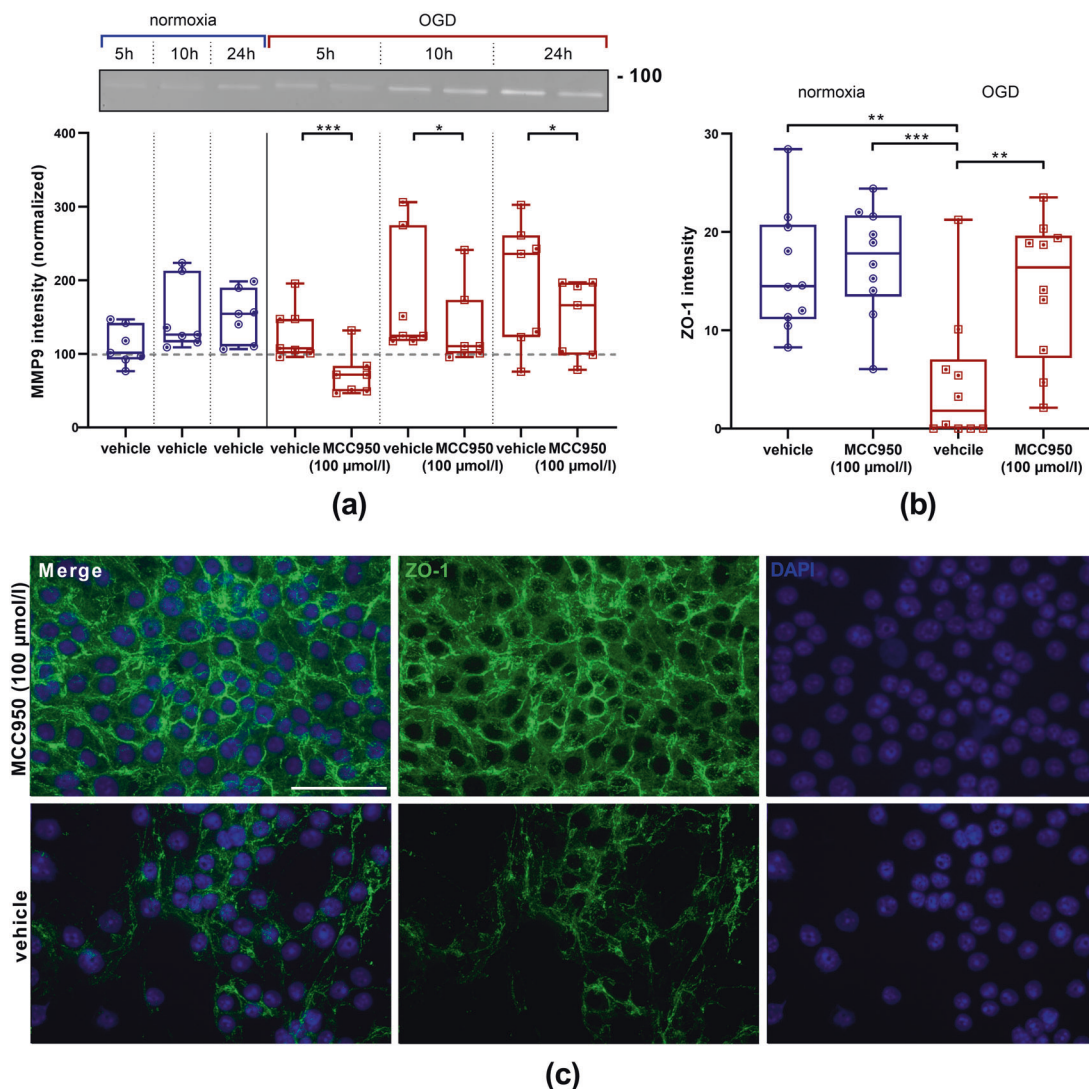 normoxia OGD
5h 10h 24h 5h 10h 24h
- 100
MMP9 intensity (normalized)
400
300
200
100
0
*** * *
vehicle vehicle vehicle vehicle MCC950 vehicle MCC950 vehicle MCC950
(100 µmol/l) (100 µmol/l) (100 µmol/l)
(a)
normoxia OGD
ZO-1 intensity
30
20
10
0
**
*** **
vehicle MCC950 vehcile MCC950
(100 µmol/l) (100 µmol/l)
(b)
MCC950 (100 µmol/l)
Merge ZO-1 DAPI
vehicle
(c)